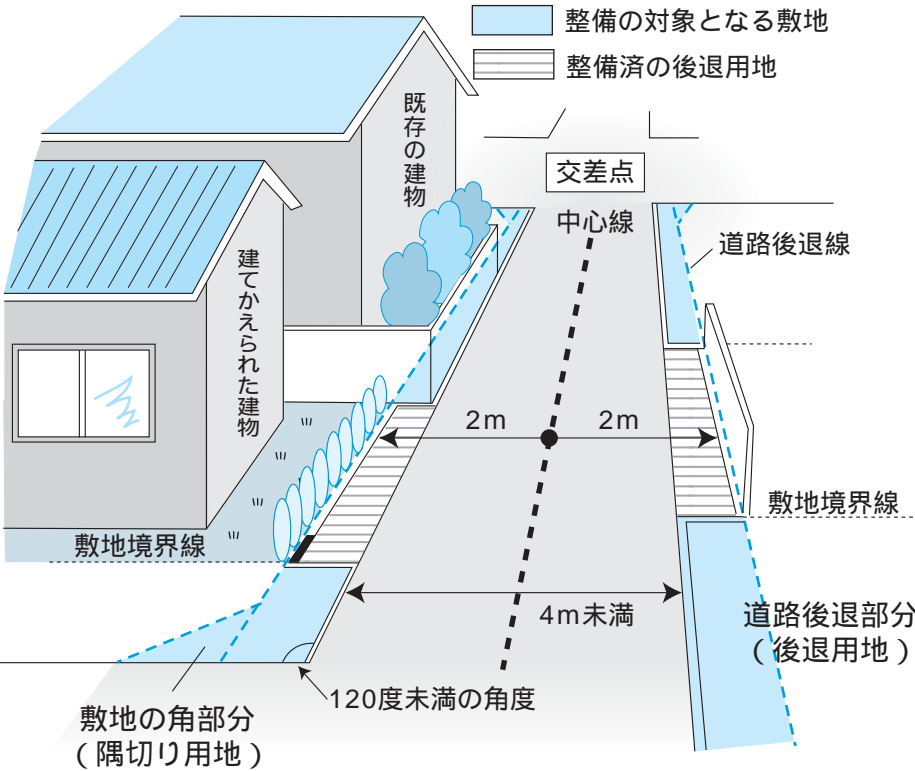 整備の対象となる敷地
整備済の後退用地
既存の建物
交差点
中心線
道路後退線
建てかえられた建物
2m
2m
敷地境界線
敷地境界線
4m未満
道路後退部分
(後退用地)
120度未満の角度
敷地の角部分
(隅切り用地)